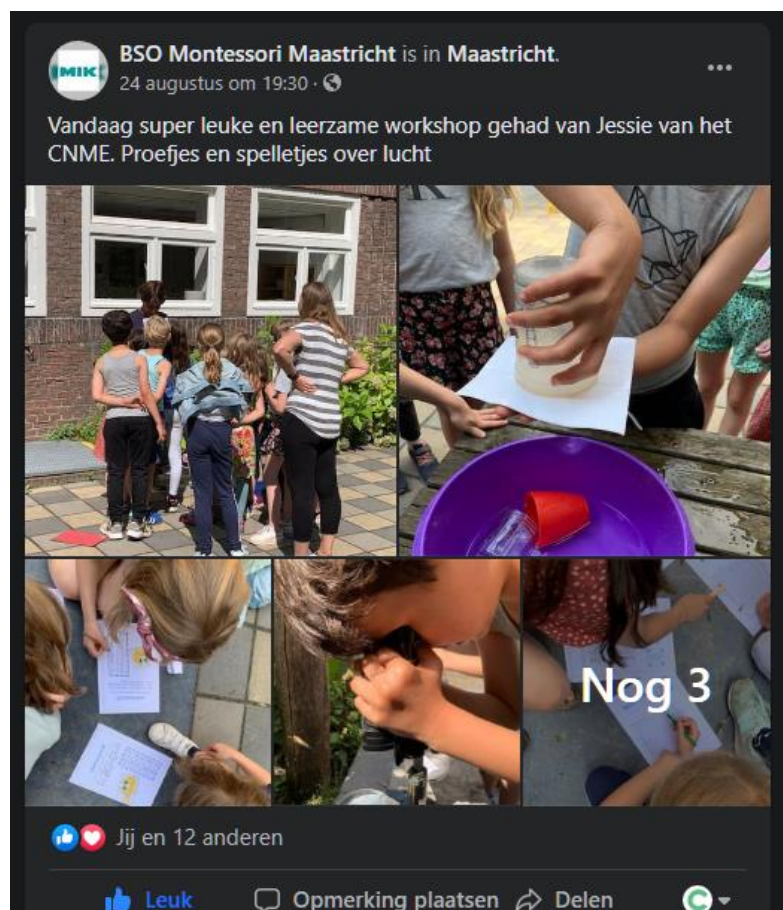 MIK
BSO Montessori Maastricht is in Maastricht.
24 augustus om 19:30 ·
Vandaag super leuke en leerzame workshop gehad van Jessie van het
CNME. Proefjes en spelletjes over lucht
Nog 3
Jij en 12 anderen
Leuk
Opmerking plaatsen
Delen